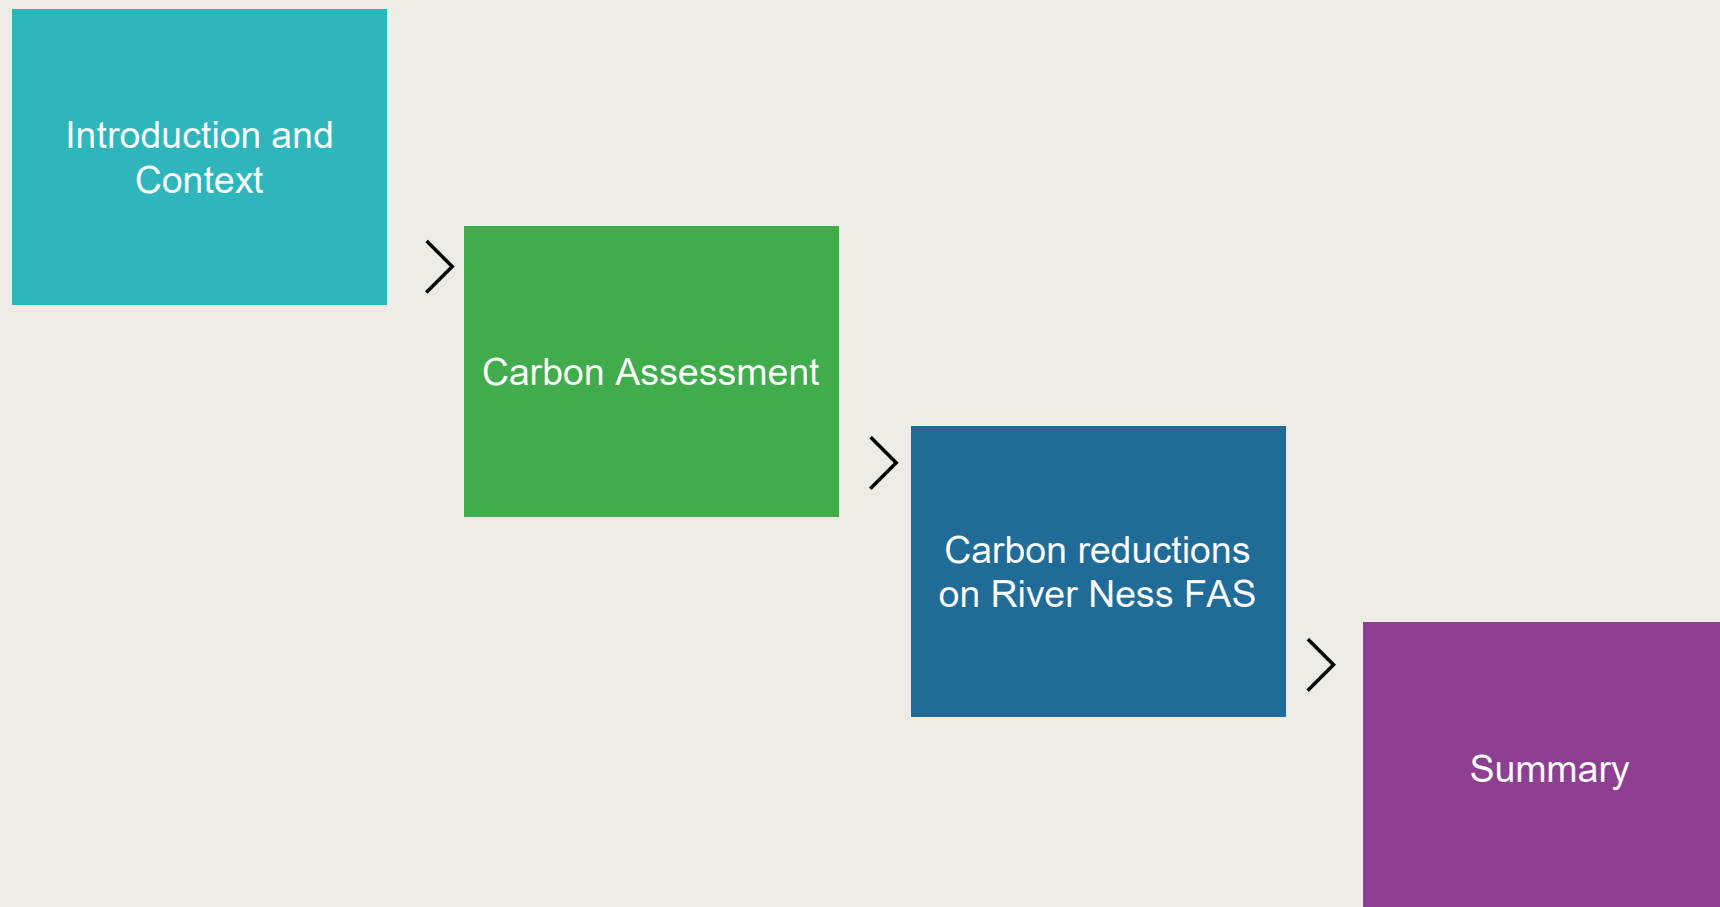 Introduction and
Context
Carbon Assessment
Carbon reductions
on River Ness FAS
Summary